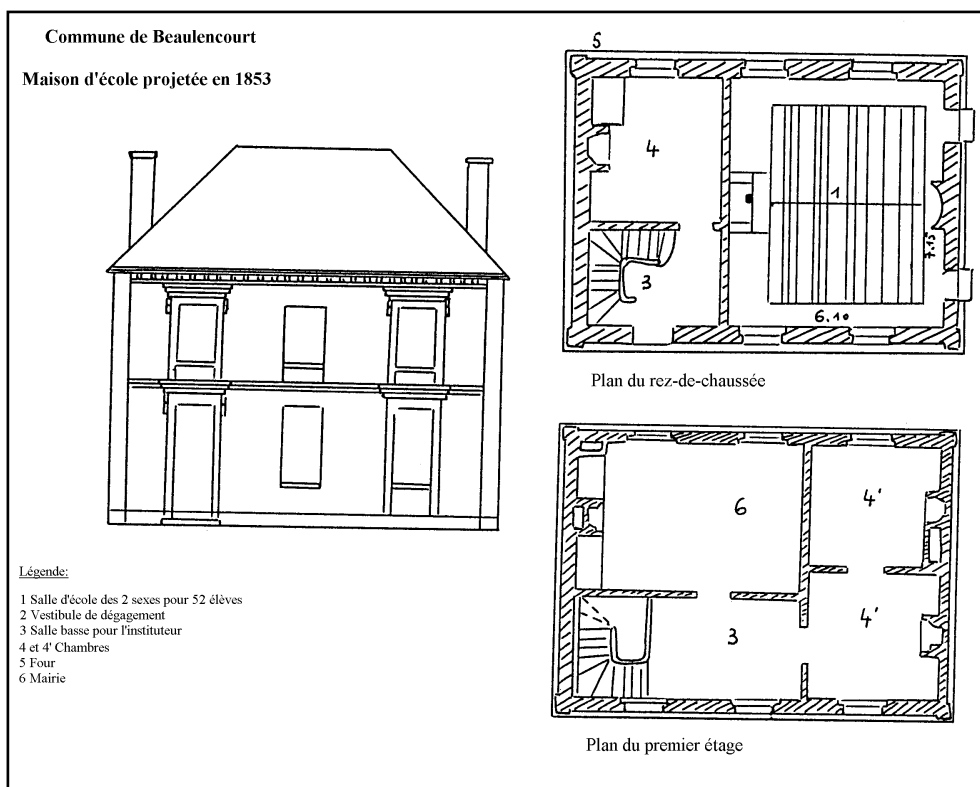 Commune de Beaulencourt
Maison d'école projetée en 1853
5
4
1
3
7.15
6.10
Plan du rez-de-chaussée
6
4'
3
4'
Plan du premier étage
Légende:
1 Salle d'école des 2 sexes pour 52 élèves
2 Vestibule de dégagement
3 Salle basse pour l'instituteur
4 et 4' Chambres
5 Four
6 Mairie